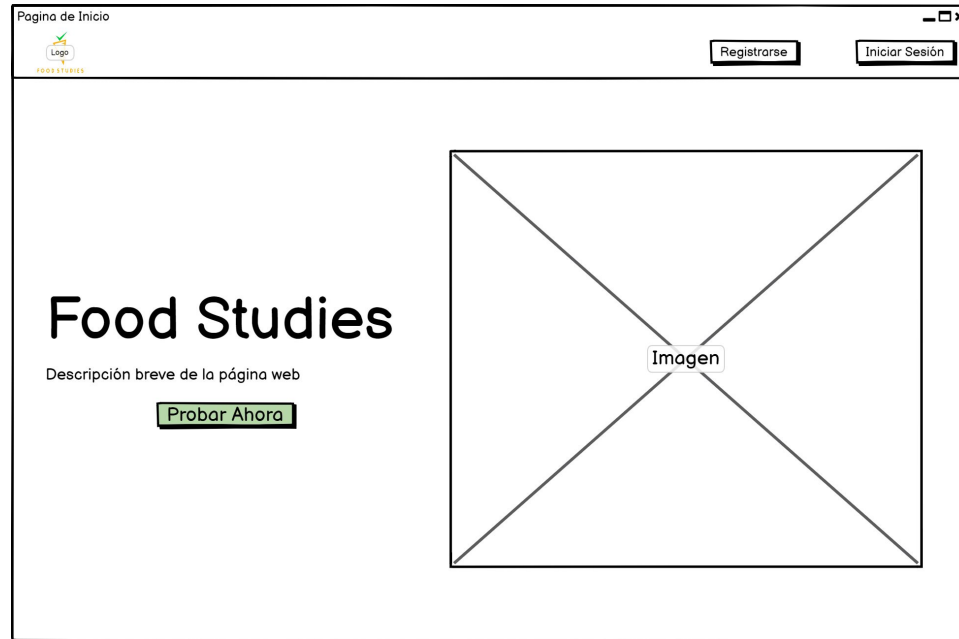 Pagina de Inicio
Logo
FOOD STUDIES
Registrarse
Iniciar Sesión
Food Studies
Descripción breve de la página web
Probar Ahora
Imagen